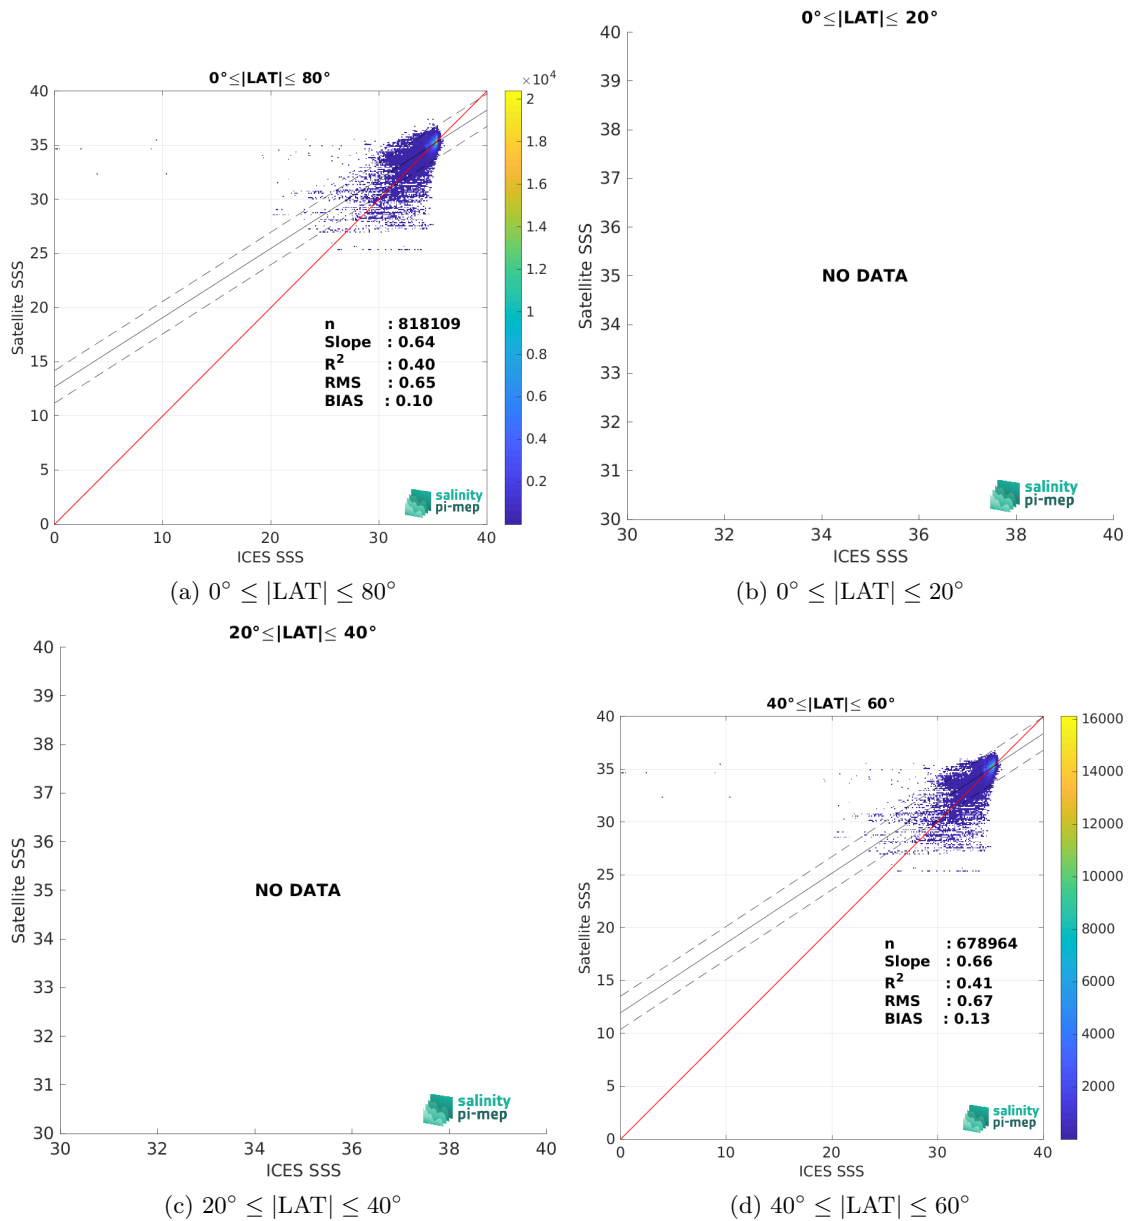 0°≤|LAT|≤ 80°
×10⁴
40
35
30
25
20
15
10
5
0
Satellite SSS
0
10
20
30
40
ICES SSS
n : 818109
Slope : 0.64
R² : 0.40
RMS : 0.65
BIAS : 0.10
salinity
pi-mep
2
1.8
1.6
1.4
1.2
1
0.8
0.6
0.4
0.2
(a) 0° ≤ |LAT| ≤ 80°
0°≤|LAT|≤ 20°
40
39
38
37
36
35
34
33
32
31
30
Satellite SSS
NO DATA
salinity
pi-mep
30
32
34
36
38
40
ICES SSS
(b) 0° ≤ |LAT| ≤ 20°
20°≤|LAT|≤ 40°
40
39
38
37
36
35
34
33
32
31
30
Satellite SSS
NO DATA
salinity
pi-mep
30
32
34
36
38
40
ICES SSS
(c) 20° ≤ |LAT| ≤ 40°
40°≤|LAT|≤ 60°
40
35
30
25
20
15
10
5
0
Satellite SSS
n : 678964
Slope : 0.66
R² : 0.41
RMS : 0.67
BIAS : 0.13
salinity
pi-mep
0
10
20
30
40
ICES SSS
16000
14000
12000
10000
8000
6000
4000
2000
(d) 40° ≤ |LAT| ≤ 60°